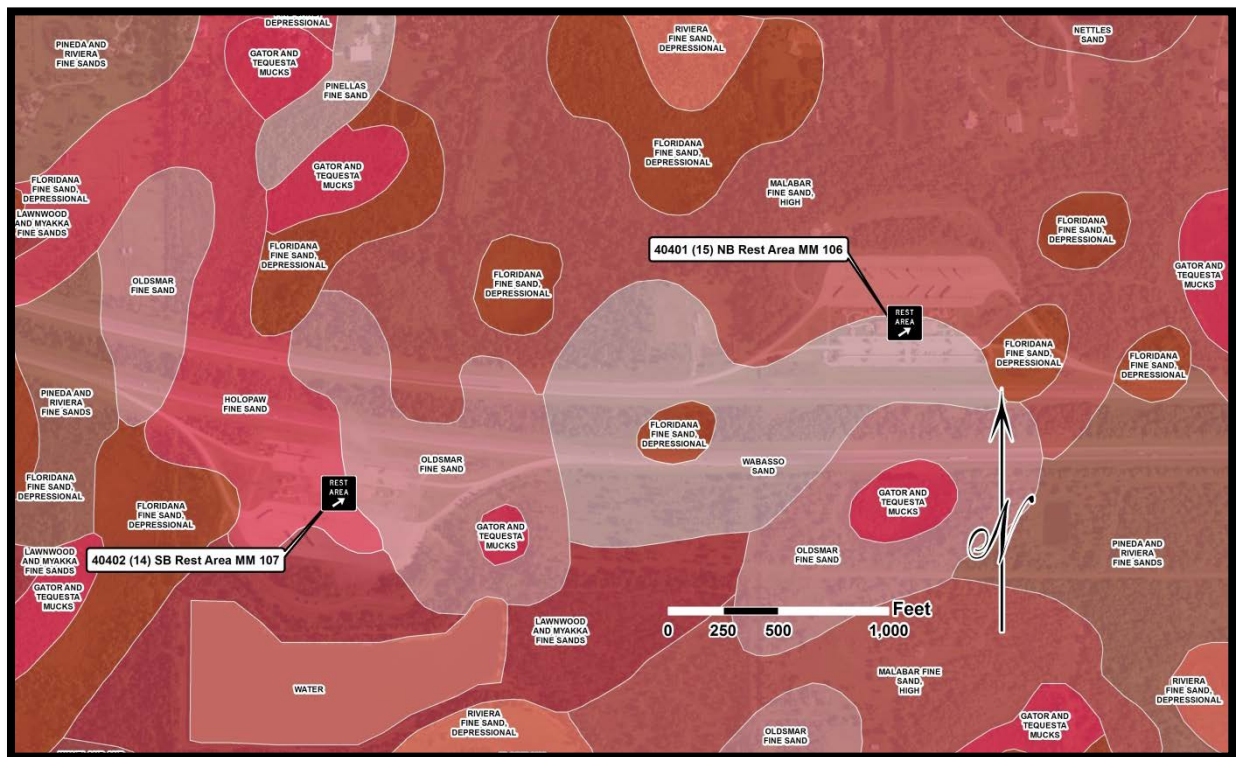 FINE SAND,
DEPRESSIONAL
PINEDA AND
RIVIERA
FINE SANDS
GATOR AND
TEQUESTA
MUCKS
PINELLAS
FINE SAND
RIVIERA
FINE SAND,
DEPRESSIONAL
NETTLES
SAND
FLORIDANA
FINE SAND,
DEPRESSIONAL
GATOR AND
TEQUESTA
MUCKS
MALABAR
FINE SAND,
HIGH
FLORIDANA
FINE SAND,
DEPRESSIONAL
LAWNWOOD
AND MYAKKA
FINE SANDS
FLORIDANA
FINE SAND,
DEPRESSIONAL
FLORIDANA
FINE SAND,
DEPRESSIONAL
40401 (15) NB Rest Area MM 106
OLDSMAR
FINE SAND
FLORIDANA
FINE SAND,
DEPRESSIONAL
GATOR AND
TEQUESTA
MUCKS
REST
AREA
FLORIDANA
FINE SAND,
DEPRESSIONAL
FLORIDANA
FINE SAND,
DEPRESSIONAL
PINEDA AND
RIVIERA
FINE SANDS
HOLOPAW
FINE SAND
FLORIDANA
FINE SAND,
DEPRESSIONAL
OLDSMAR
FINE SAND
WABASSO
SAND
FLORIDANA
FINE SAND,
DEPRESSIONAL
REST
AREA
GATOR AND
TEQUESTA
MUCKS
FLORIDANA
FINE SAND,
DEPRESSIONAL
GATOR AND
TEQUESTA
MUCKS
N
LAWNWOOD
AND MYAKKA
FINE SANDS
40402 (14) SB Rest Area MM 107
OLDSMAR
FINE SAND
PINEDA AND
RIVIERA
FINE SANDS
GATOR AND
TEQUESTA
MUCKS
Feet
0 250 500 1,000
LAWNWOOD
AND MYAKKA
FINE SANDS
MALABAR FINE
SAND,
HIGH
WATER
RIVIERA
FINE SAND,
DEPRESSIONAL
RIVIERA
FINE SAND,
DEPRESSIONAL
GATOR AND
TEQUESTA
MUCKS
OLDSMAR
FINE SAND